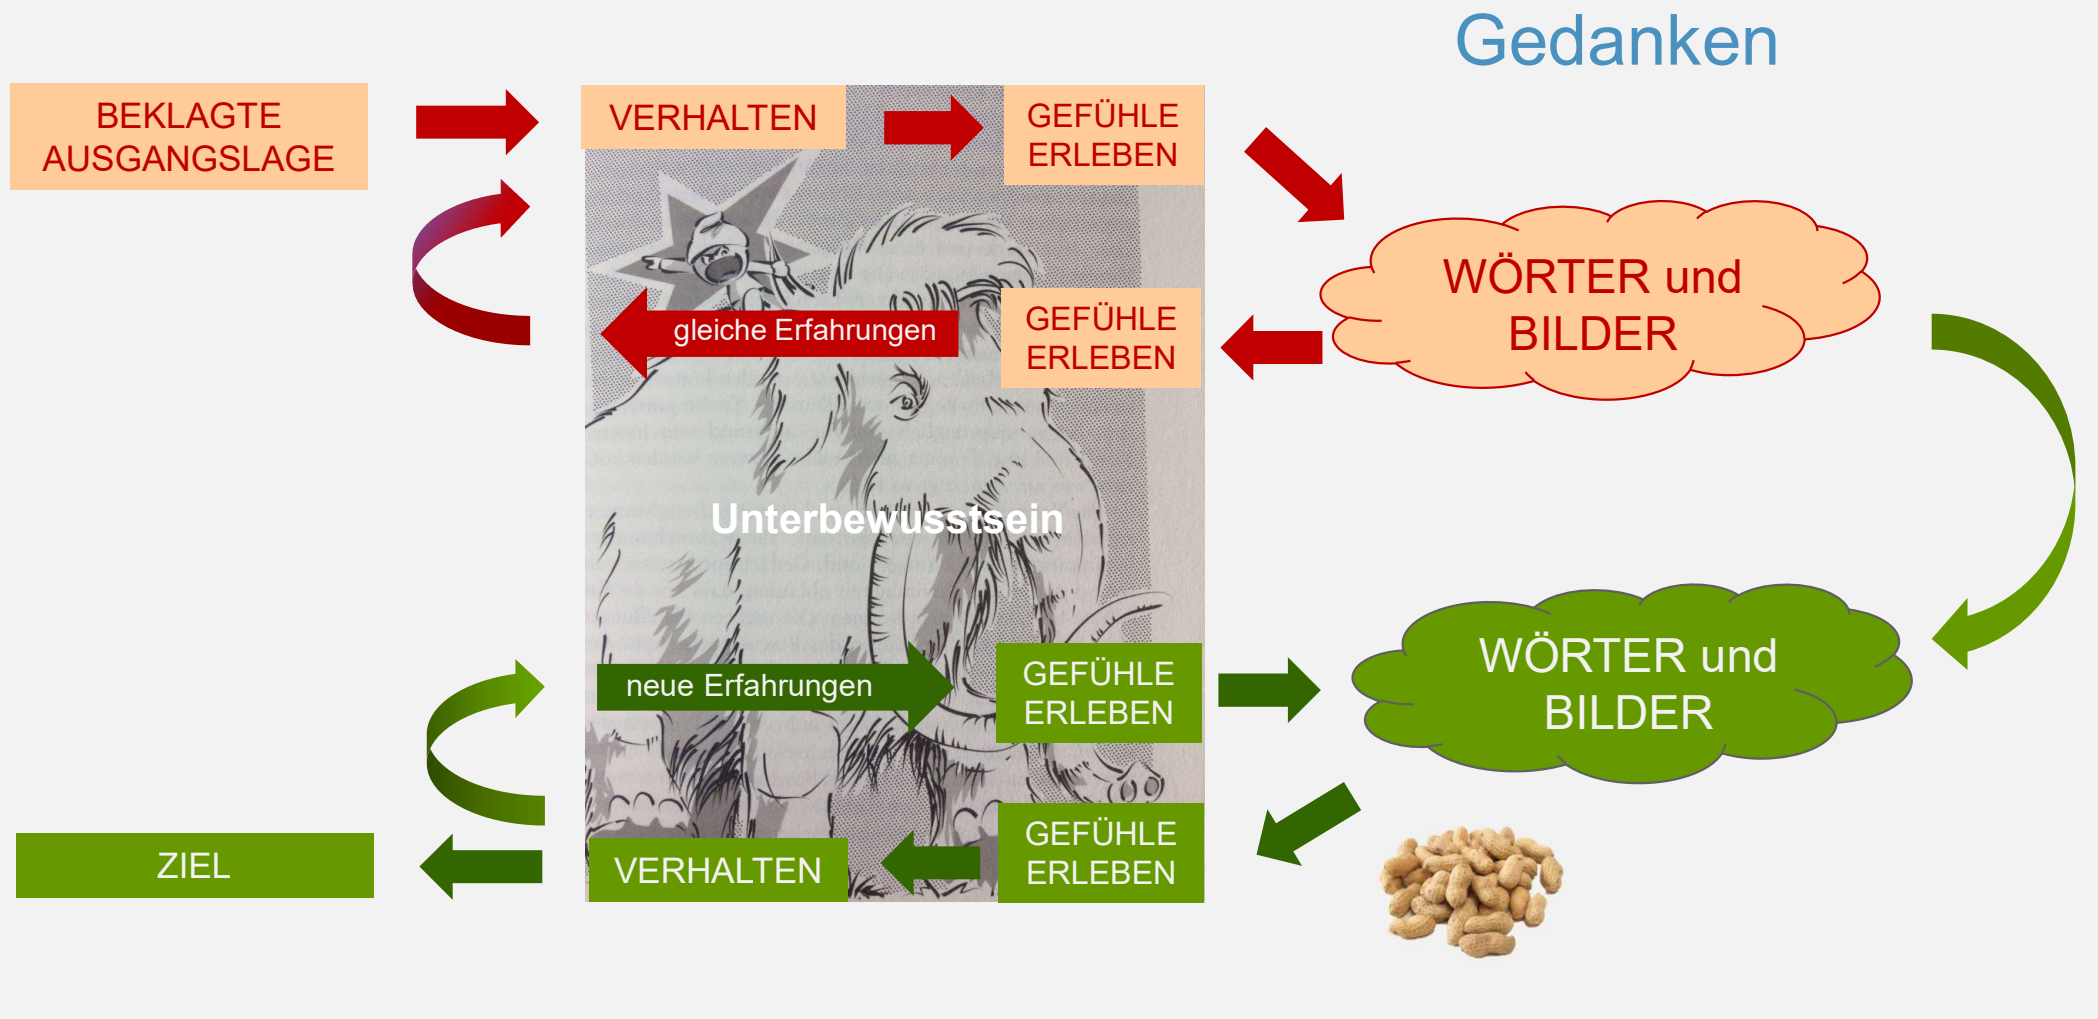 Gedanken
BEKLAGTE
AUSGANGSLAGE
VERHALTEN
GEFÜHLE
ERLEBEN
WÖRTER und
BILDER
gleiche Erfahrungen
GEFÜHLE
ERLEBEN
Unterbewusstsein
neue Erfahrungen
GEFÜHLE
ERLEBEN
WÖRTER und
BILDER
ZIEL
VERHALTEN
GEFÜHLE
ERLEBEN